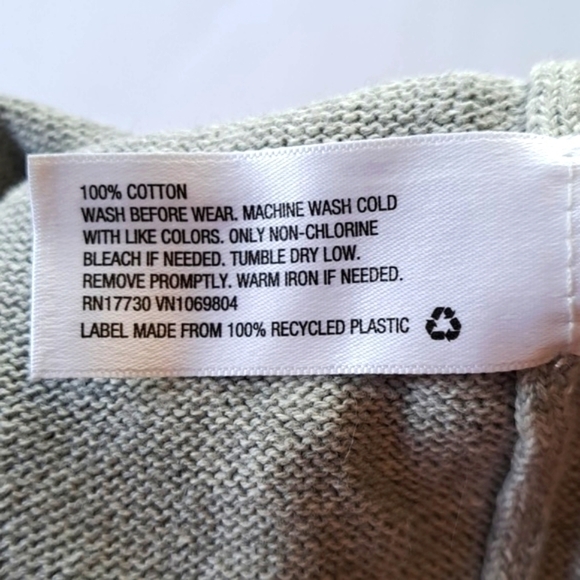 100% COTTON
WASH BEFORE WEAR. MACHINE WASH COLD
WITH LIKE COLORS. ONLY NON-CHLORINE
BLEACH IF NEEDED. TUMBLE DRY LOW.
REMOVE PROMPTLY. WARM IRON IF NEEDED.
RN17730 VN1069804
LABEL MADE FROM 100% RECYCLED PLASTIC